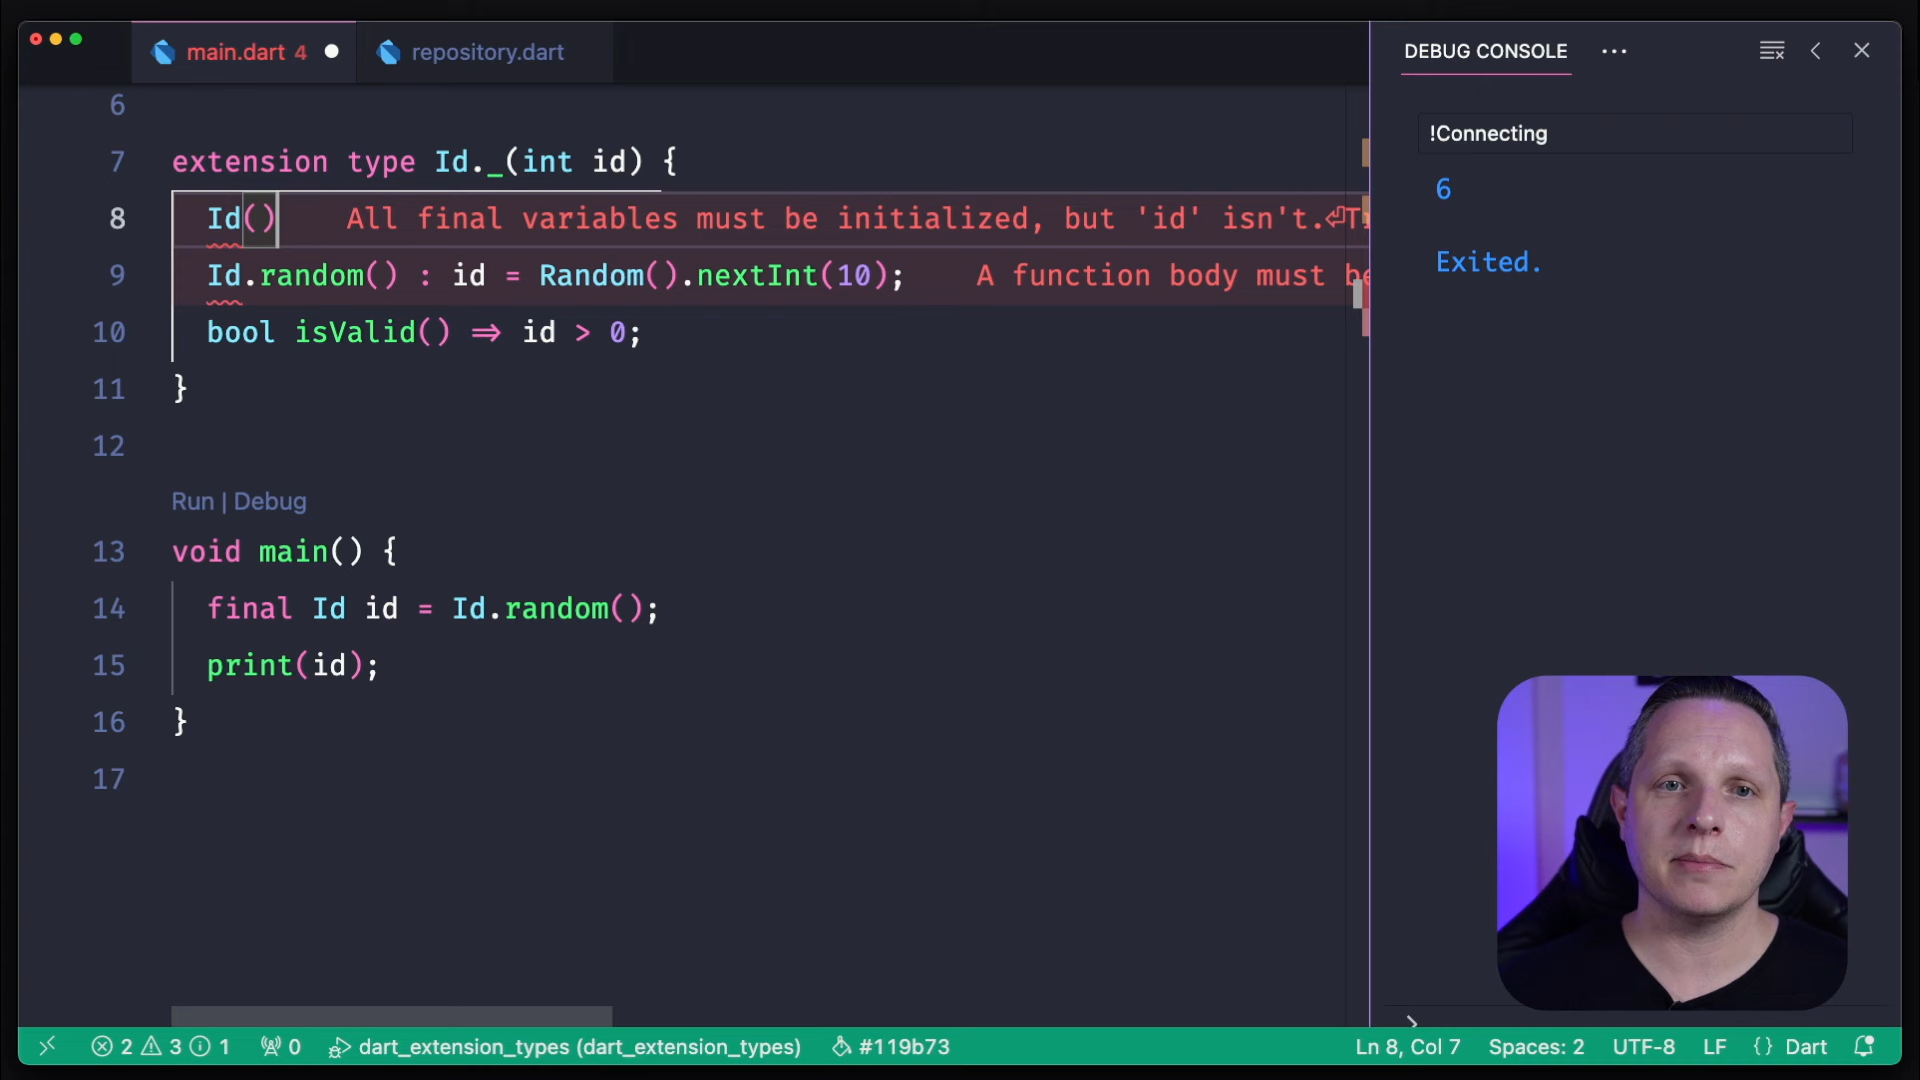 main.dart 4
repository.dart
6
7 extension type Id._(int id) {
8 Id() All final variables must be initialized, but 'id' isn't.⏎T
9 Id.random() : id = Random().nextInt(10); A function body must be
10 bool isValid() => id > 0;
11 }
12
Run | Debug
13 void main() {
14 final Id id = Id.random();
15 print(id);
16 }
17
DEBUG CONSOLE ···
!Connecting
6
Exited.
>
2 3 1 0 dart_extension_types (dart_extension_types) #119b73 Ln 8, Col 7 Spaces: 2 UTF-8 LF {} Dart